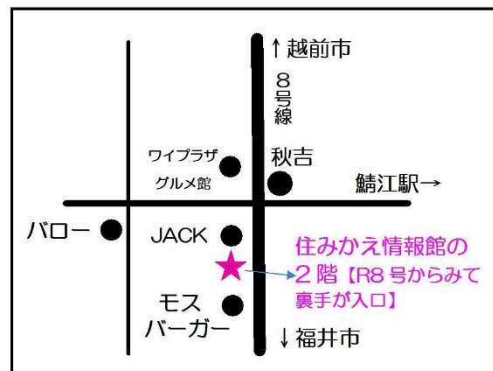 ↑越前市
8号線
ワイプラザ
グルメ館
秋吉
鯖江駅→
バロー
JACK
住みかえ情報館の
2階【R8号からみて
裏手が入口】
モス
バーガー
↓福井市